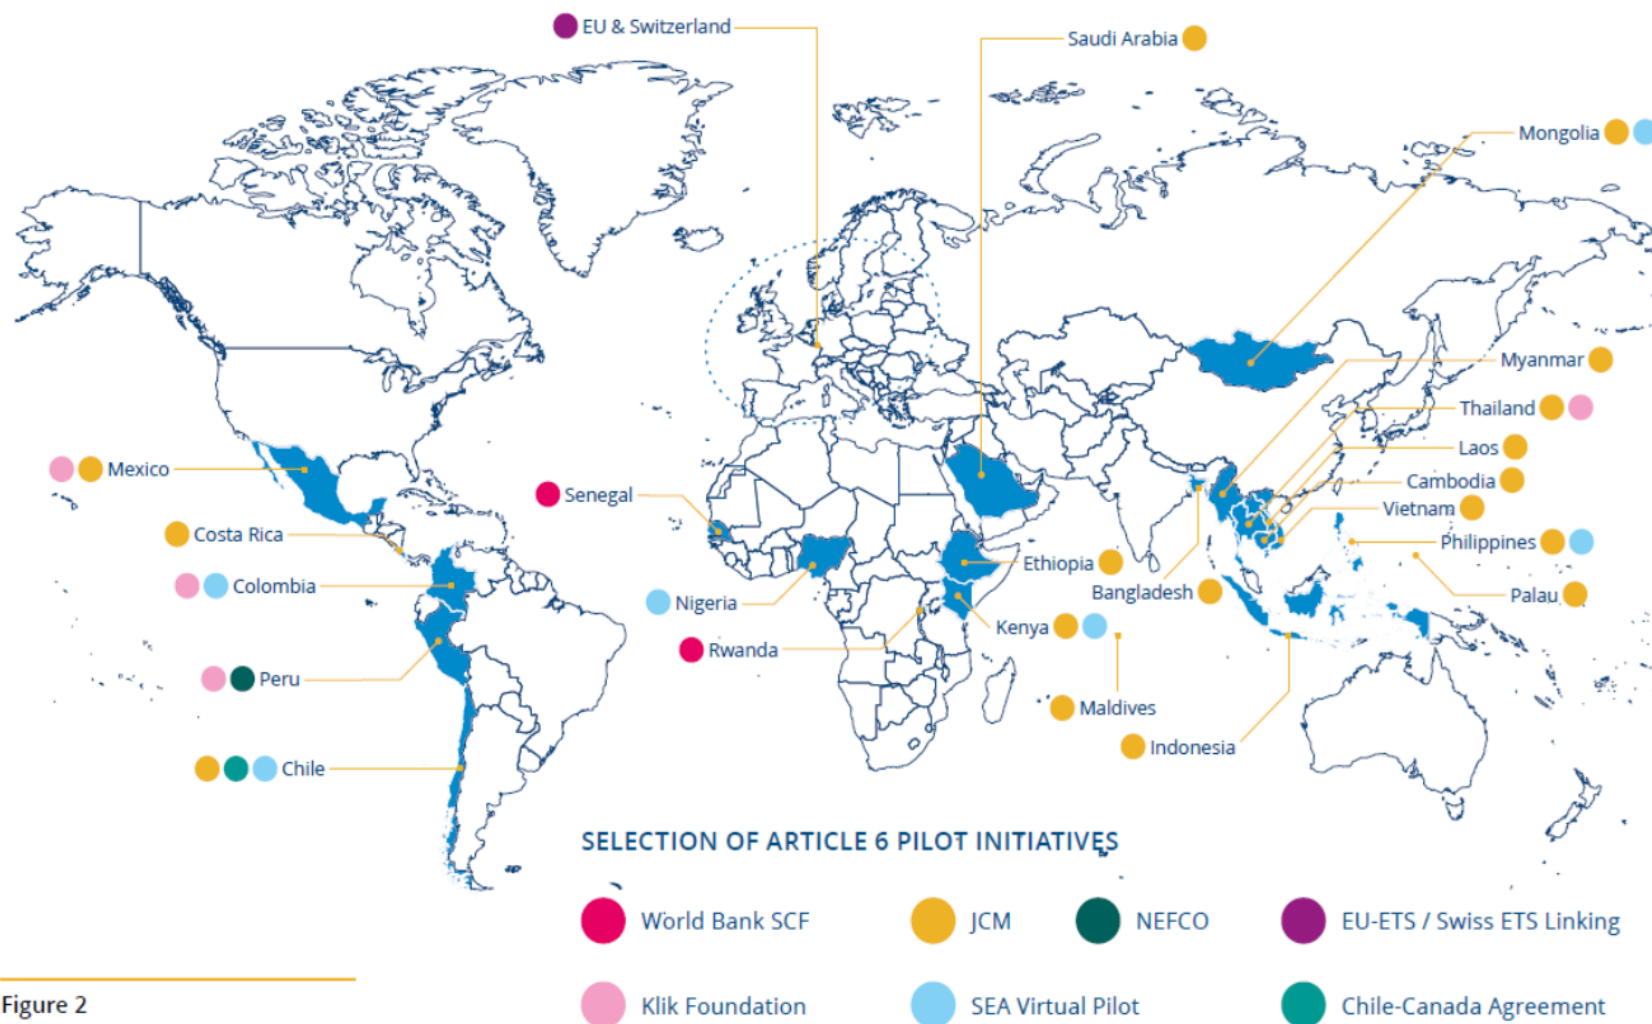 EU & Switzerland
Saudi Arabia
Mongolia
Myanmar
Thailand
Laos
Cambodia
Vietnam
Philippines
Palau
Mexico
Costa Rica
Colombia
Peru
Chile
Senegal
Nigeria
Rwanda
Ethiopia
Kenya
Bangladesh
Maldives
Indonesia
SELECTION OF ARTICLE 6 PILOT INITIATIVES
World Bank SCF
JCM
NEFCO
EU-ETS / Swiss ETS Linking
Klik Foundation
SEA Virtual Pilot
Chile-Canada Agreement
Figure 2